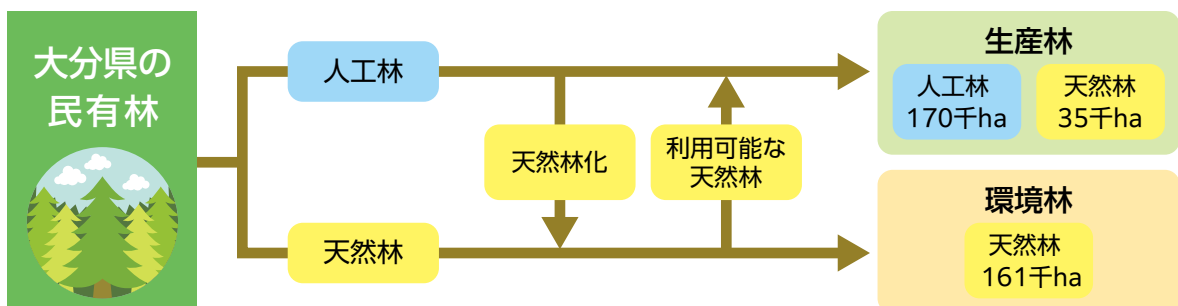 大分県の
民有林
人工林
天然林
天然林化
利用可能な
天然林
生産林
人工林
170千ha
天然林
35千ha
環境林
天然林
161千ha